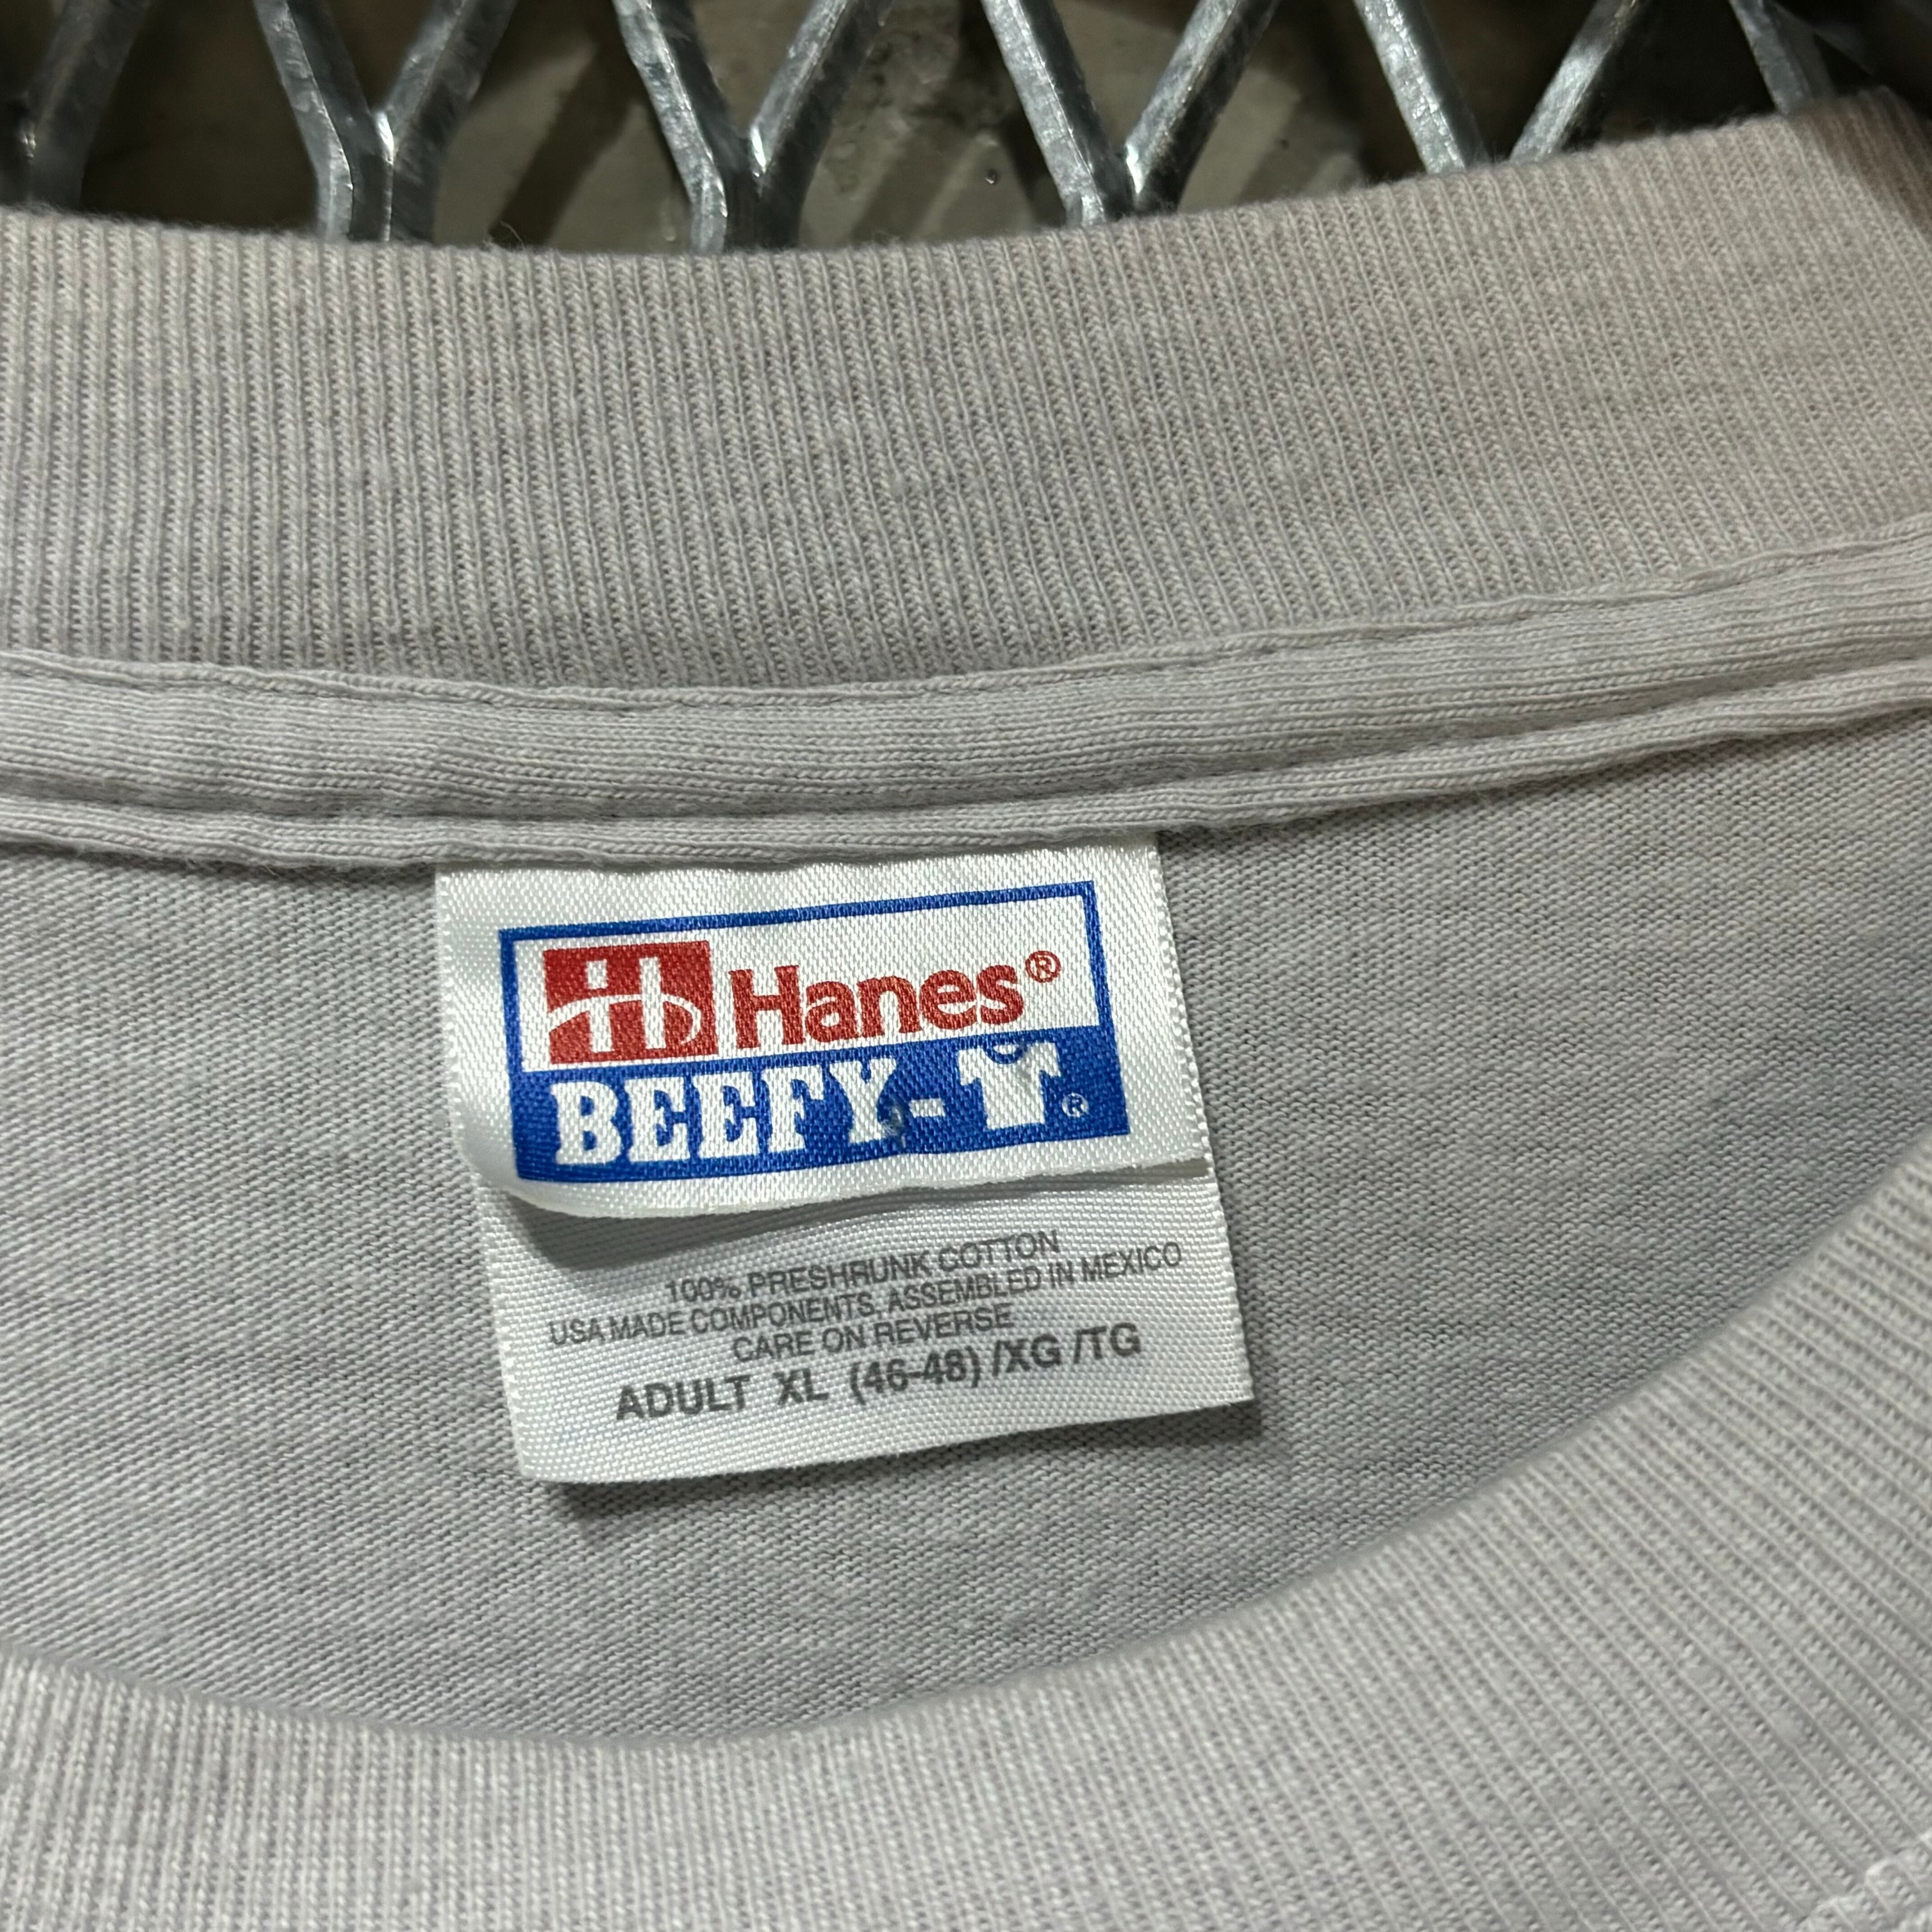 Hanes®
BEEFY-T®
100% PRESHRUNK COTTON
USA MADE COMPONENTS, ASSEMBLED IN MEXICO
CARE ON REVERSE
ADULT XL (46-48) /XG /TG